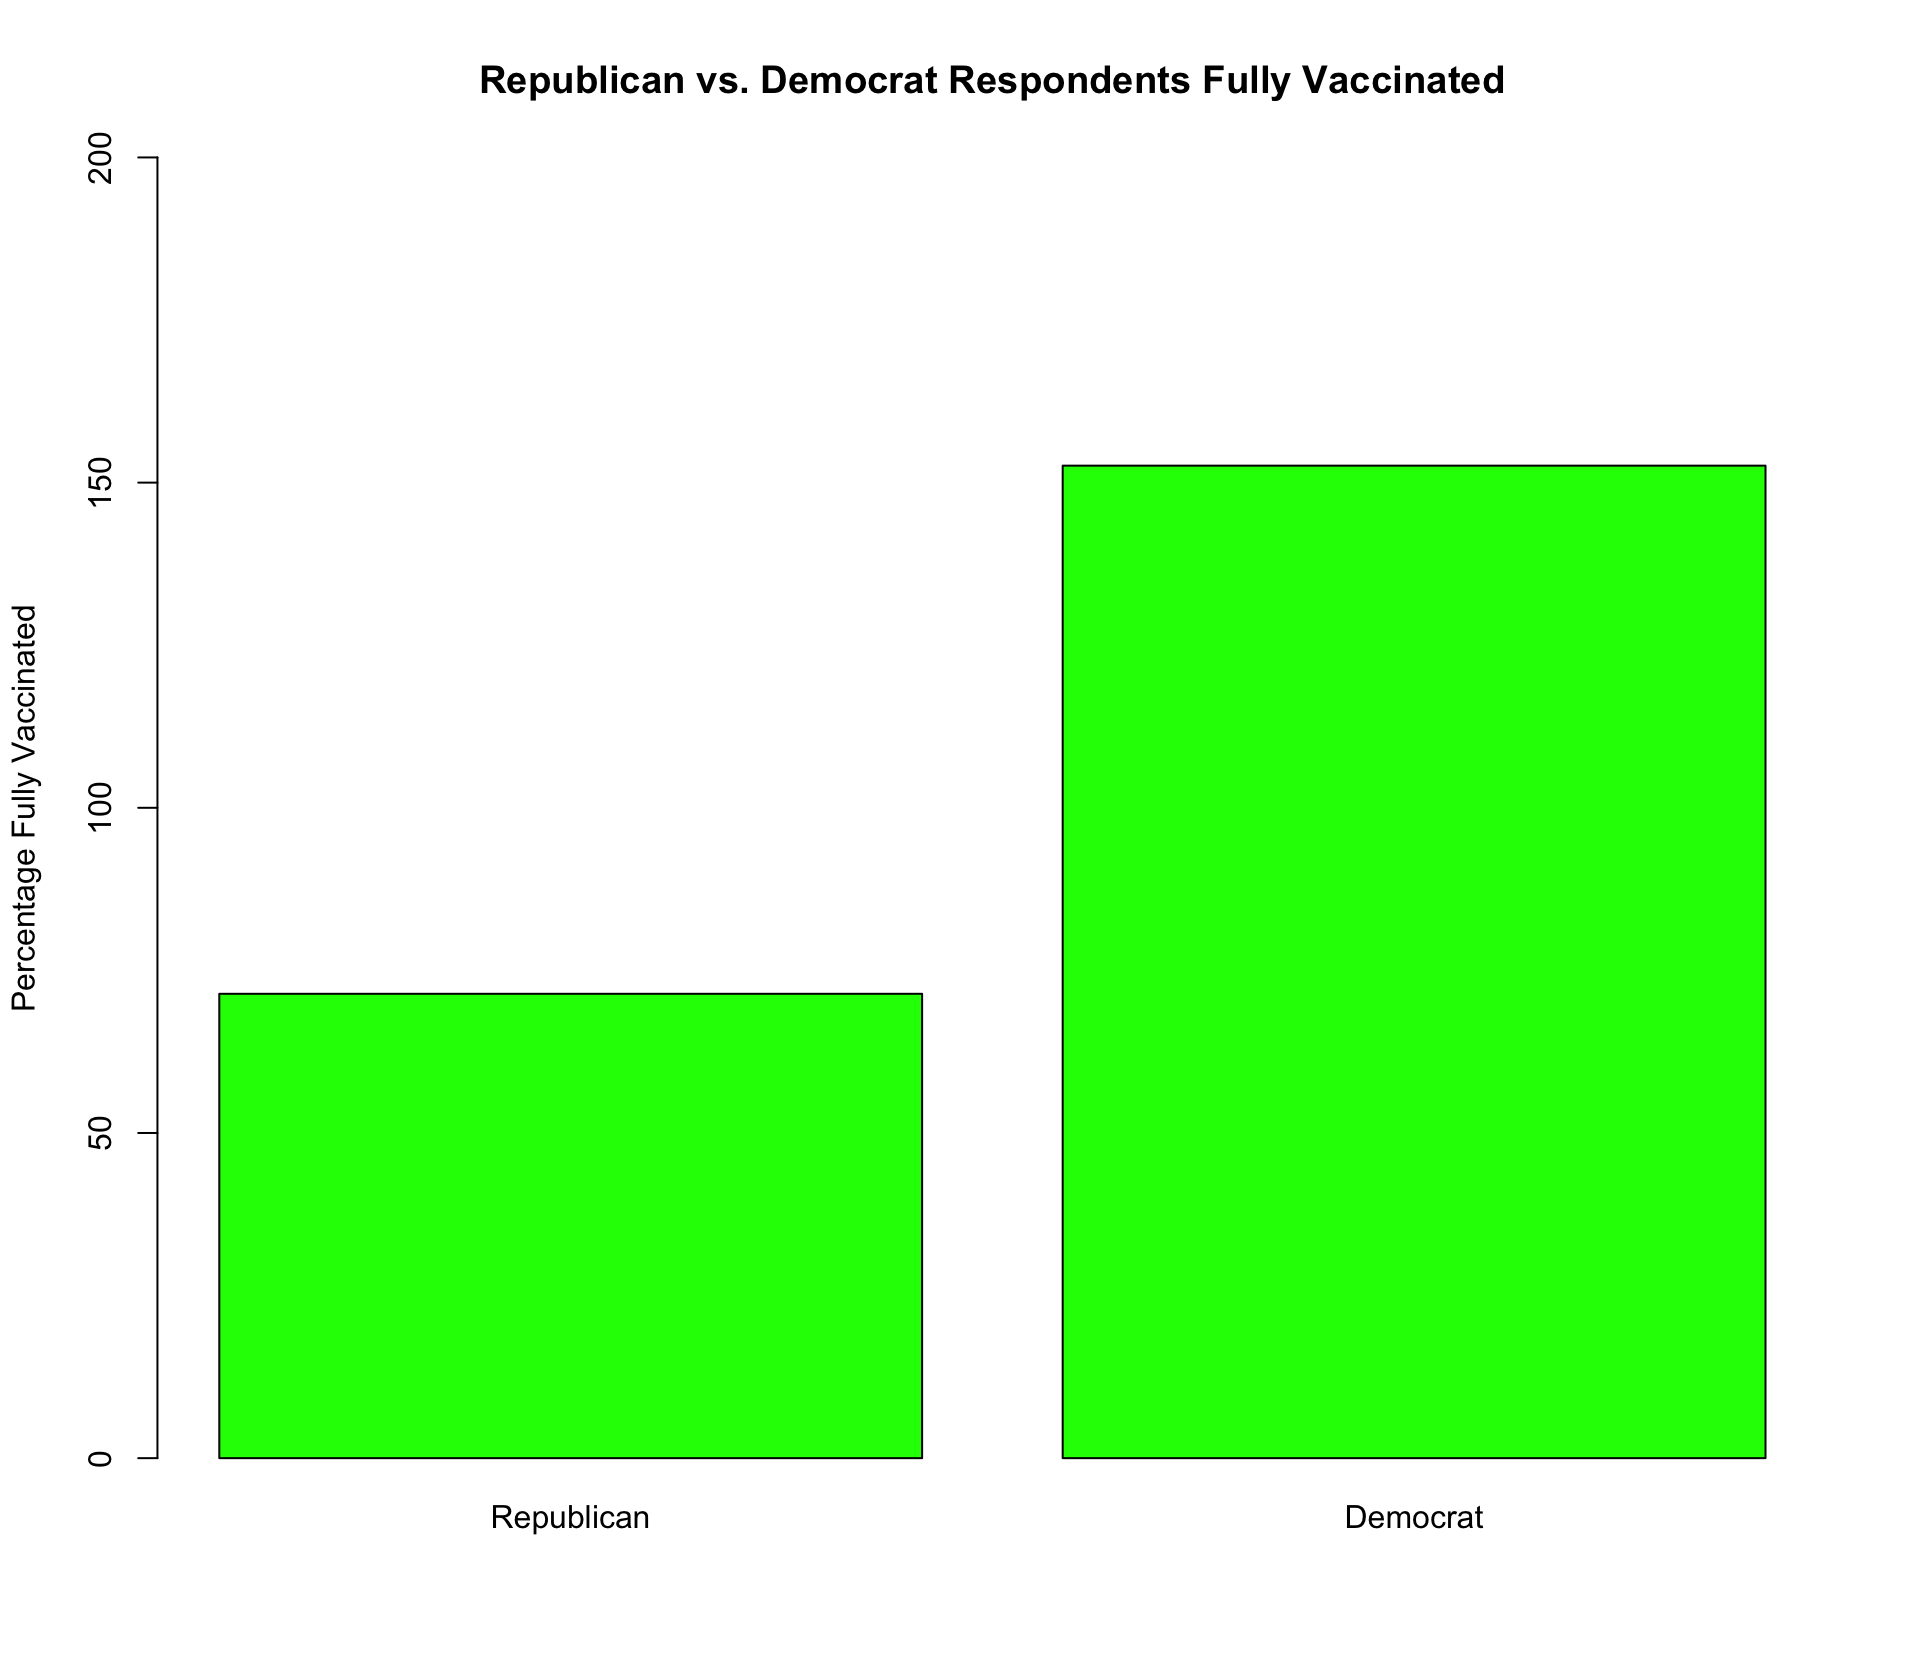 Republican vs. Democrat Respondents Fully Vaccinated
Percentage Fully Vaccinated
200
150
100
50
0
Republican
Democrat